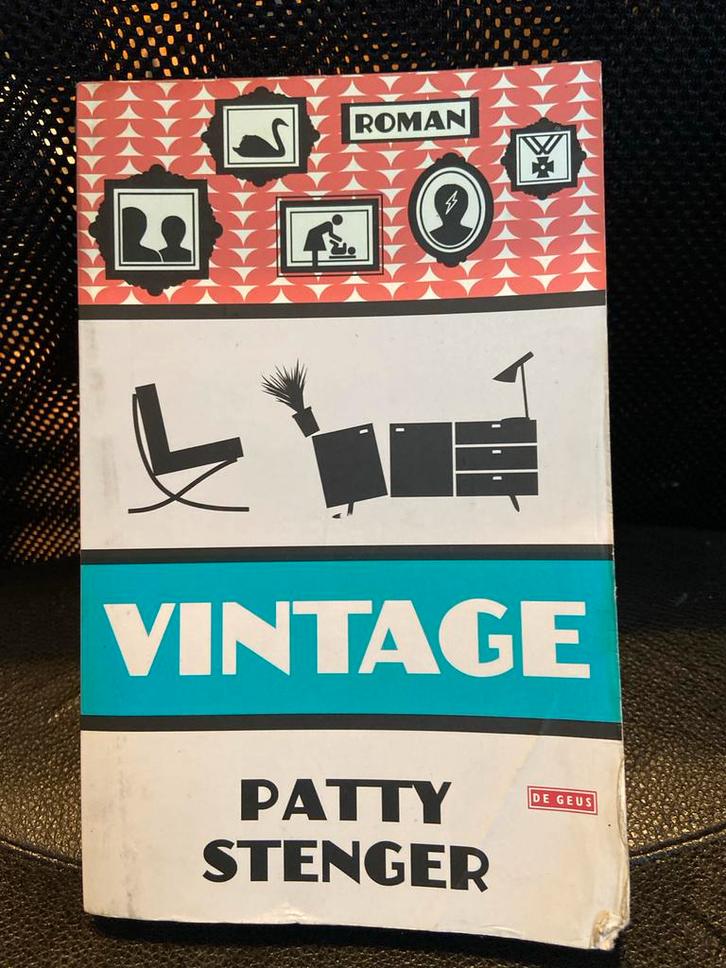 ROMAN
VINTAGE
PATTY
STENGER
DE GEUS